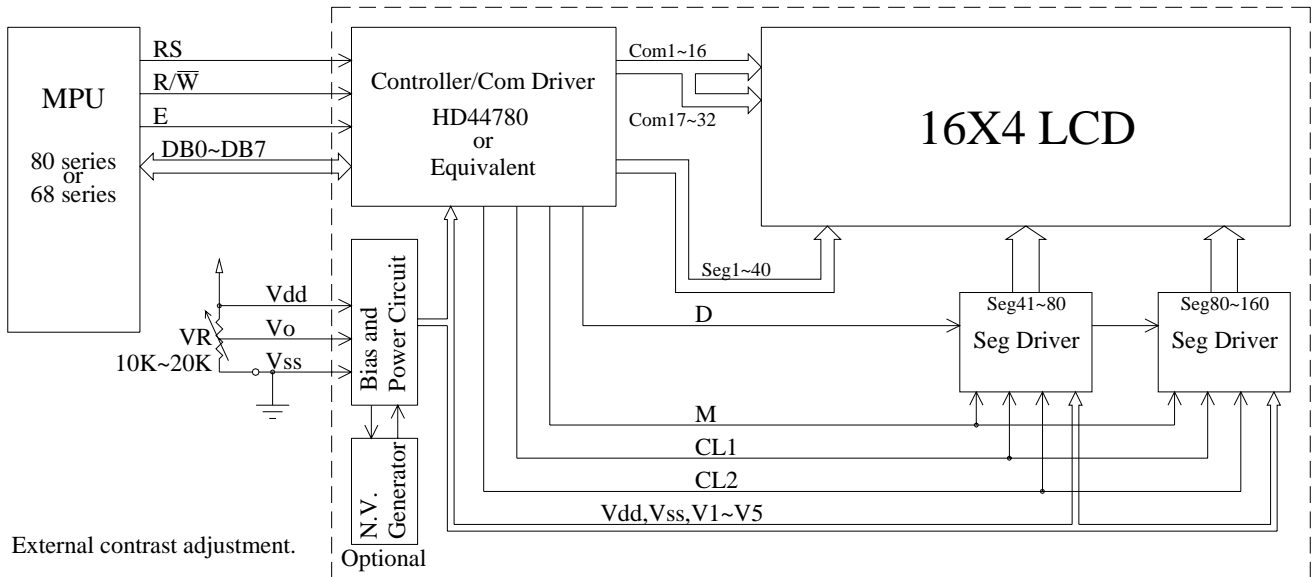 MPU
80 series
or
68 series
RS
R/W̅
E
DB0~DB7
Controller/Com Driver
HD44780
or
Equivalent
Com1~16
Com17~32
16X4 LCD
Seg1~40
Vdd
Vo
Vss
VR
10K~20K
Bias and
Power Circuit
N.V.
Generator
Optional
D
Seg41~80
Seg Driver
Seg80~160
Seg Driver
M
CL1
CL2
Vdd,Vss,V1~V5
External contrast adjustment.